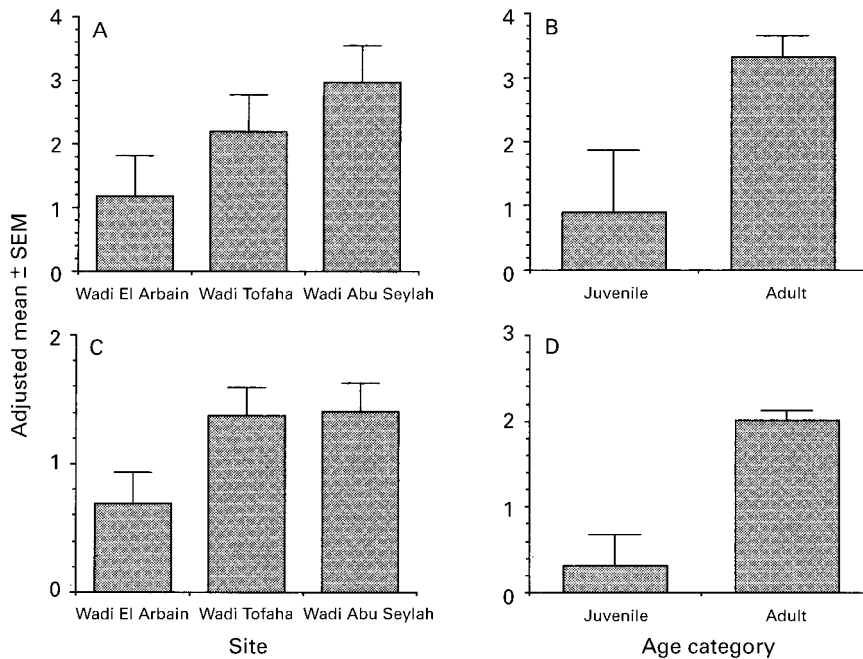 Adjusted mean ± SEM
A
4
3
2
1
0
Wadi El Arbain Wadi Tofaha Wadi Abu Seylah
B
4
3
2
1
0
Juvenile Adult
C
2
1
0
Wadi El Arbain Wadi Tofaha Wadi Abu Seylah
Site
D
3
2
1
0
Juvenile Adult
Age category